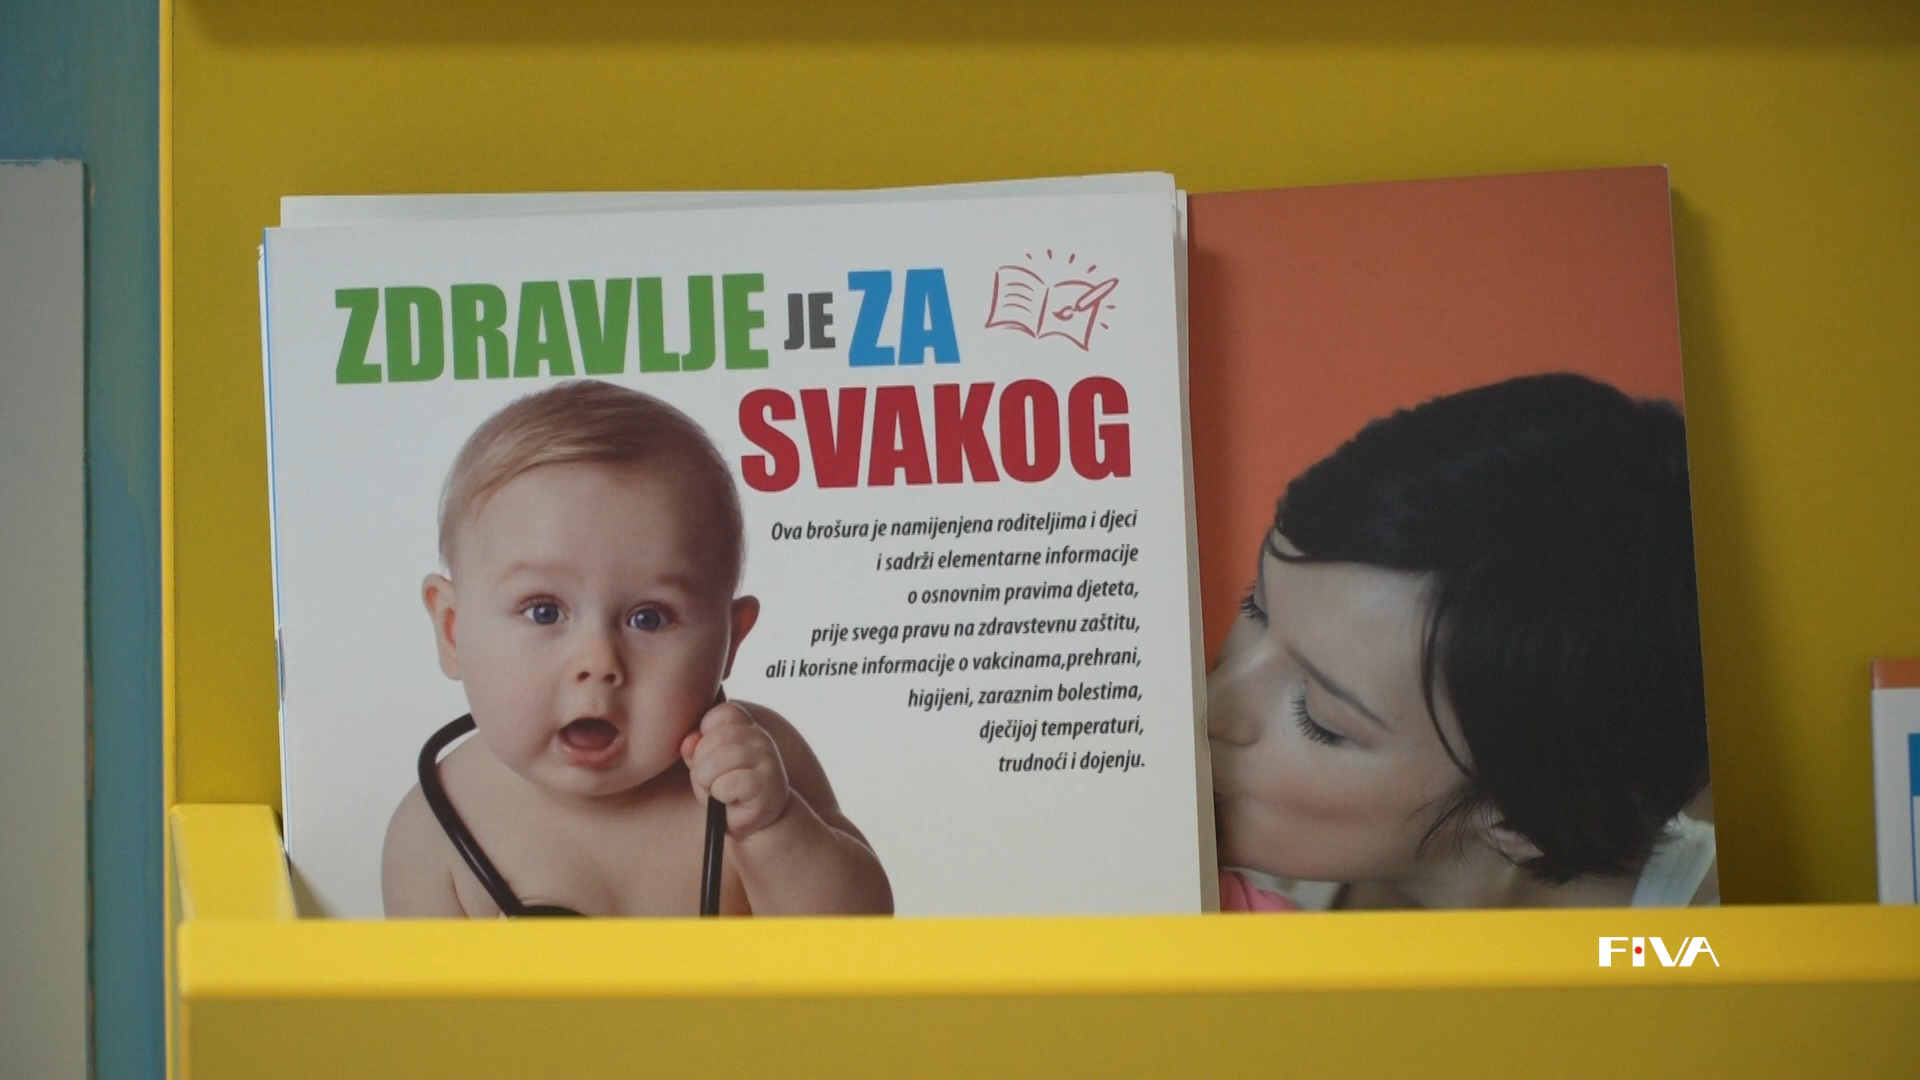 ZDRAVLJE JE ZA
SVAKOG
Ova brošura je namijenjena roditeljima i djeci
i sadrži elementarne informacije
o osnovnim pravima djeteta,
prije svega pravu na zdravstevnu zaštitu,
ali i korisne informacije o vakcinama,prehrani,
higijeni, zaraznim bolestima,
dječijoj temperaturi,
trudnoći i dojenju.
FIVA